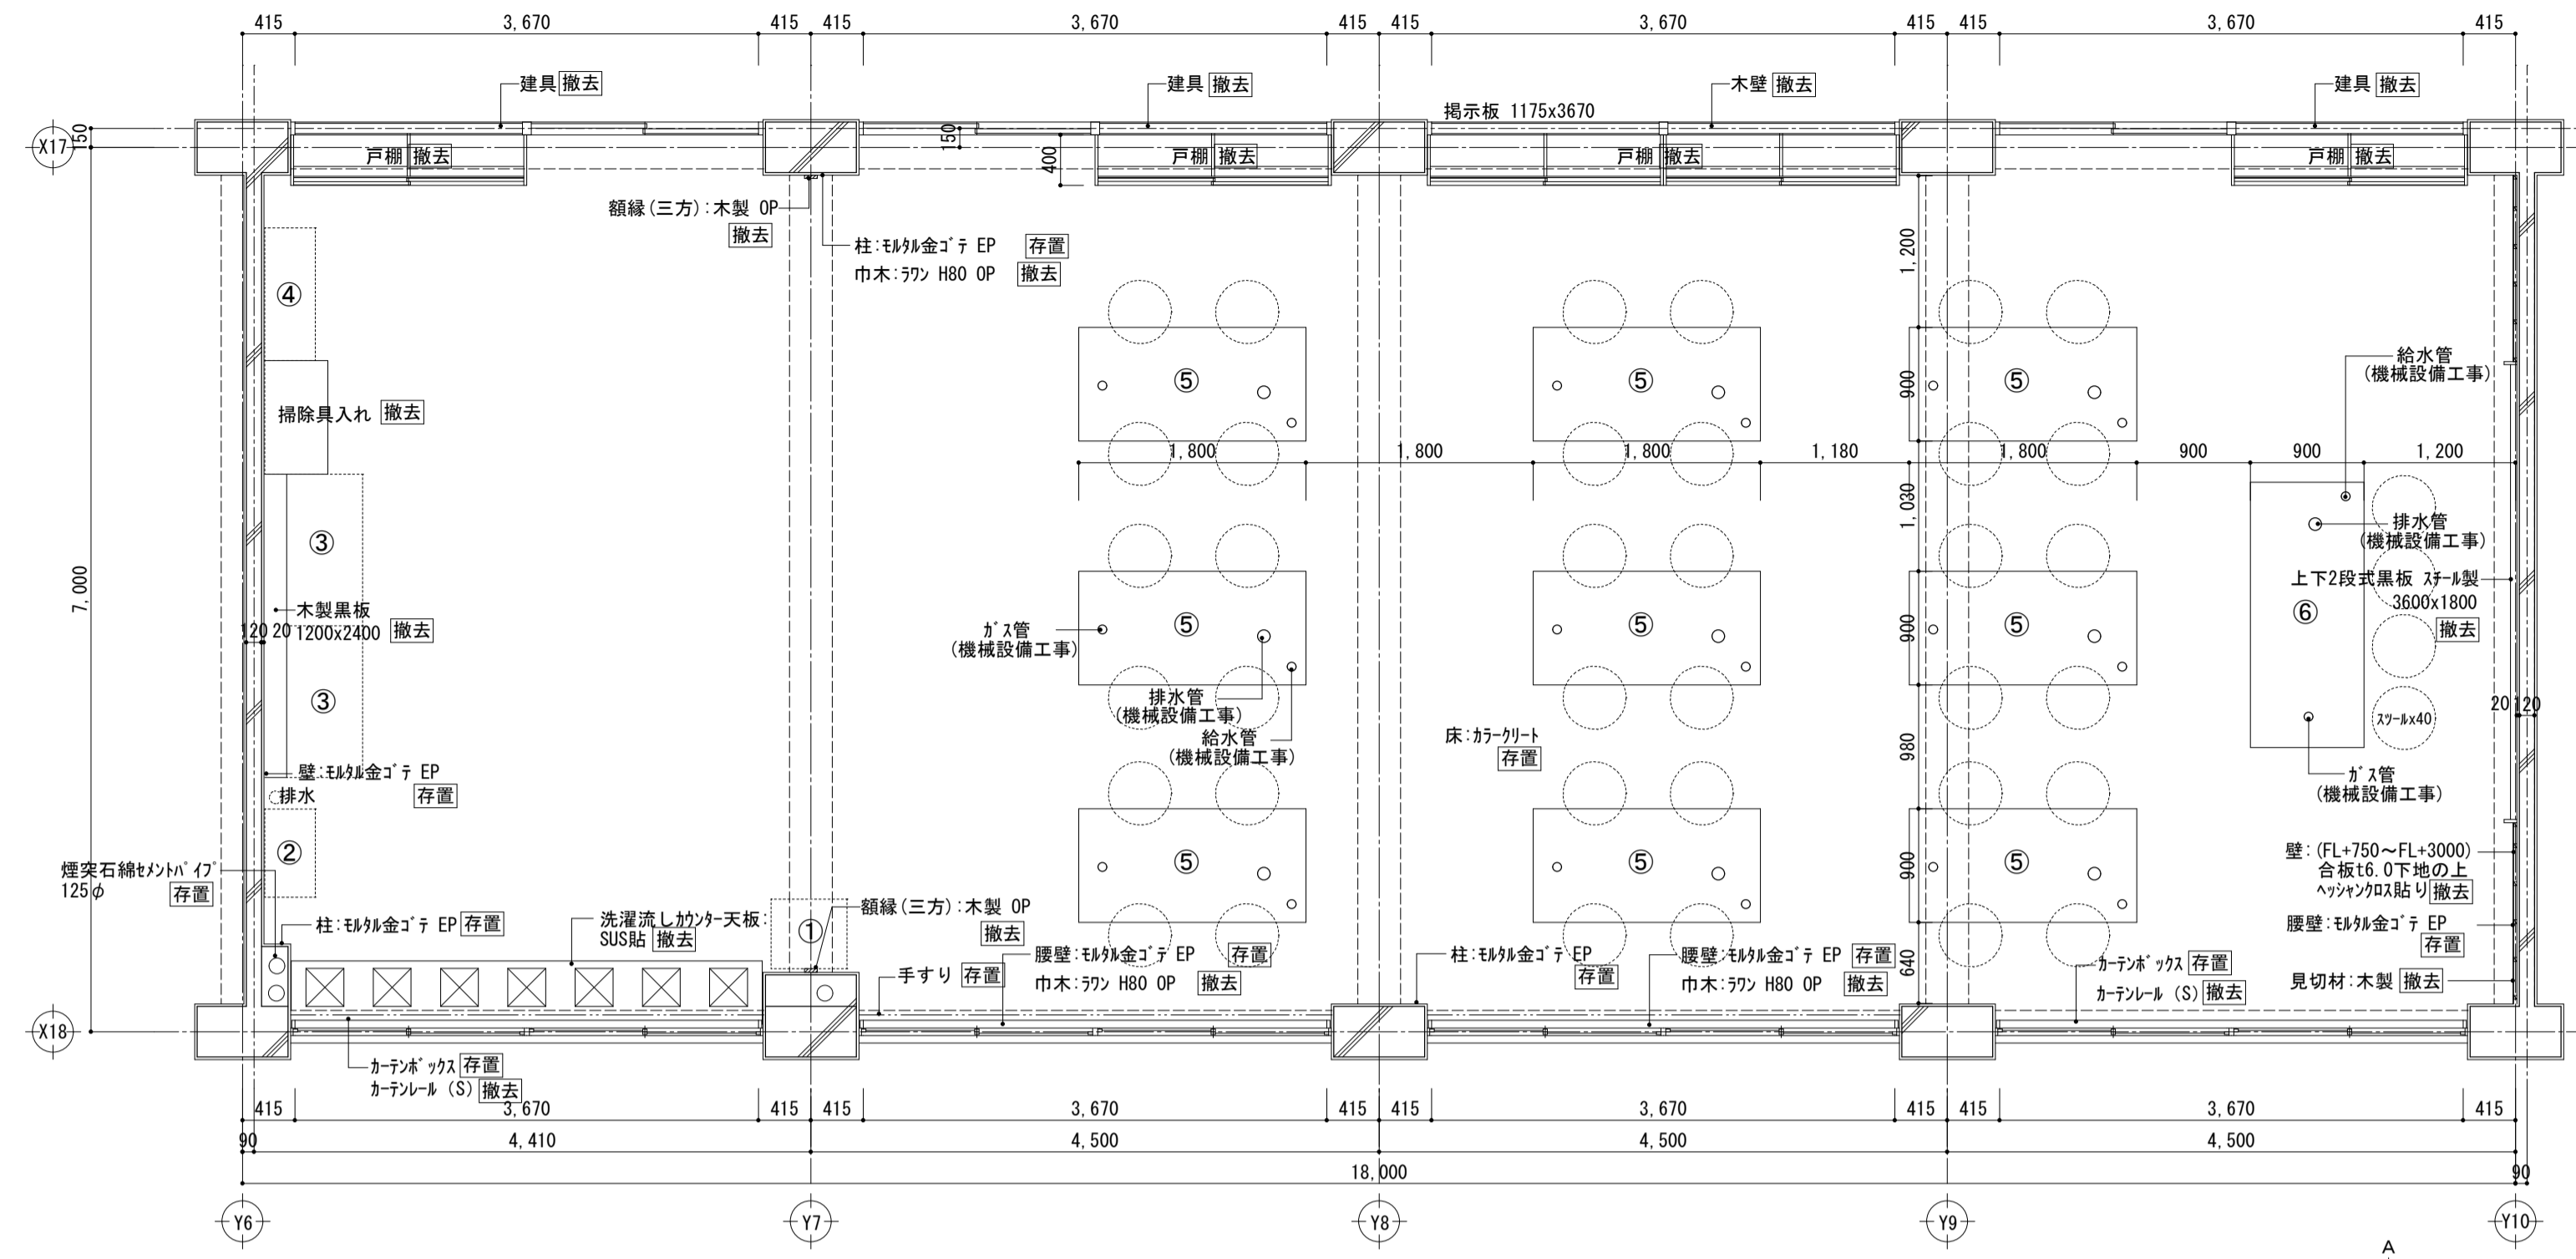 415 3,670 415 415 3,670 415 415 3,670 415 415 3,670 415
建具 撤去
建具 撤去
木壁 撤去
建具 撤去
掲示板 1175x3670
X17
150
150
400
戸棚 撤去
戸棚 撤去
戸棚 撤去
戸棚 撤去
額縁(三方):木製 OP
撤去
柱:ﾓﾙﾀﾙ金ｺﾞﾃ EP 存置
巾木:ﾗﾜﾝ H80 OP 撤去
1,200
④
⑤ ⑤ ⑤
900
給水管
(機械設備工事)
掃除具入れ 撤去
1,800 1,800 1,800 1,180 1,800 900 900 1,200
1,030
③
排水管
(機械設備工事)
7,000
上下2段式黒板 ｽﾁｰﾙ製
3600x1800
撤去
木製黒板
1200x2400 撤去
120 20
ｶﾞｽ管
(機械設備工事)
⑤ ⑤ ⑤
900
⑥
③
排水管
(機械設備工事)
給水管
(機械設備工事)
床:ｶﾗｰｸﾘｰﾄ
存置
980
20 120
ｽﾂｰﾙx40
壁:ﾓﾙﾀﾙ金ｺﾞﾃ EP
存置
排水
ｶﾞｽ管
(機械設備工事)
②
⑤ ⑤ ⑤
900
煙突石綿ｾﾒﾝﾄﾊﾟｲﾌﾟ
125φ 存置
壁:(FL+750～FL+3000)
合板t6.0下地の上
ﾍｯｼｬﾝｸﾛｽ貼り 撤去
柱:ﾓﾙﾀﾙ金ｺﾞﾃ EP 存置
洗濯流しｶｳﾝﾀｰ天板:
SUS貼 撤去
①
額縁(三方):木製 OP
撤去
腰壁:ﾓﾙﾀﾙ金ｺﾞﾃ EP
存置
手すり 存置
腰壁:ﾓﾙﾀﾙ金ｺﾞﾃ EP 存置
巾木:ﾗﾜﾝ H80 OP 撤去
柱:ﾓﾙﾀﾙ金ｺﾞﾃ EP
存置
腰壁:ﾓﾙﾀﾙ金ｺﾞﾃ EP 存置
巾木:ﾗﾜﾝ H80 OP 撤去
640
ｶｰﾃﾝﾎﾞｯｸｽ 存置
ｶｰﾃﾝﾚｰﾙ (S) 撤去
見切材:木製 撤去
X18
ｶｰﾃﾝﾎﾞｯｸｽ 存置
ｶｰﾃﾝﾚｰﾙ (S) 撤去
415 3,670 415 415 3,670 415 415 3,670 415 415 3,670 415
90 4,410 4,500 4,500 4,500
18,000 90
Y6 Y7 Y8 Y9 Y10
A